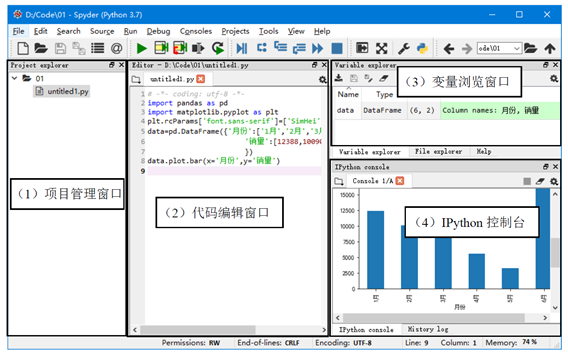 D:/Code\01 - Spyder (Python 3.7)
File Edit Search Source Run Debug Consoles Projects Tools View Help
ode\01
Project explorer
01
untitled1.py
(1)项目管理窗口
Editor - D:\Code\01\untitled1.py
untitled1.py
1 # -*- coding: utf-8 -*-
2 import pandas as pd
3 import matplotlib.pyplot as plt
4 plt.rcParams['font.sans-serif']=['SimHei'
5 data=pd.DataFrame({'月份':['1月','2月','3月
6 '销量':[12388,1009
7 })
8 data.plot.bar(x='月份',y='销量')
9
(2)代码编辑窗口
Variable explorer
(3)变量浏览窗口
Name Type
data DataFrame (6, 2) Column names: 月份, 销量
Variable explorer File explorer Help
IPython console
Console 1/A
15000
12500
10000
7500
5000
2500
0
月份
(4)IPython 控制台
IPython console History log
Permissions: RW End-of-lines: CRLF Encoding: UTF-8 Line: 9 Column: 1 Memory: 74 %